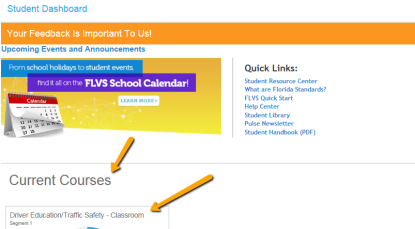 Student Dashboard
Your Feedback Is Important To Us!
Upcoming Events and Announcements
From school holidays to student events,
find it all on the FLVS School Calendar!
LEARN MORE
Calendar
Quick Links:
Student Resource Center
What are Florida Standards?
FLVS Quick Start
Help Center
Student Library
Pulse Newsletter
Student Handbook (PDF)
Current Courses
Driver Education/Traffic Safety - Classroom
Segment 1